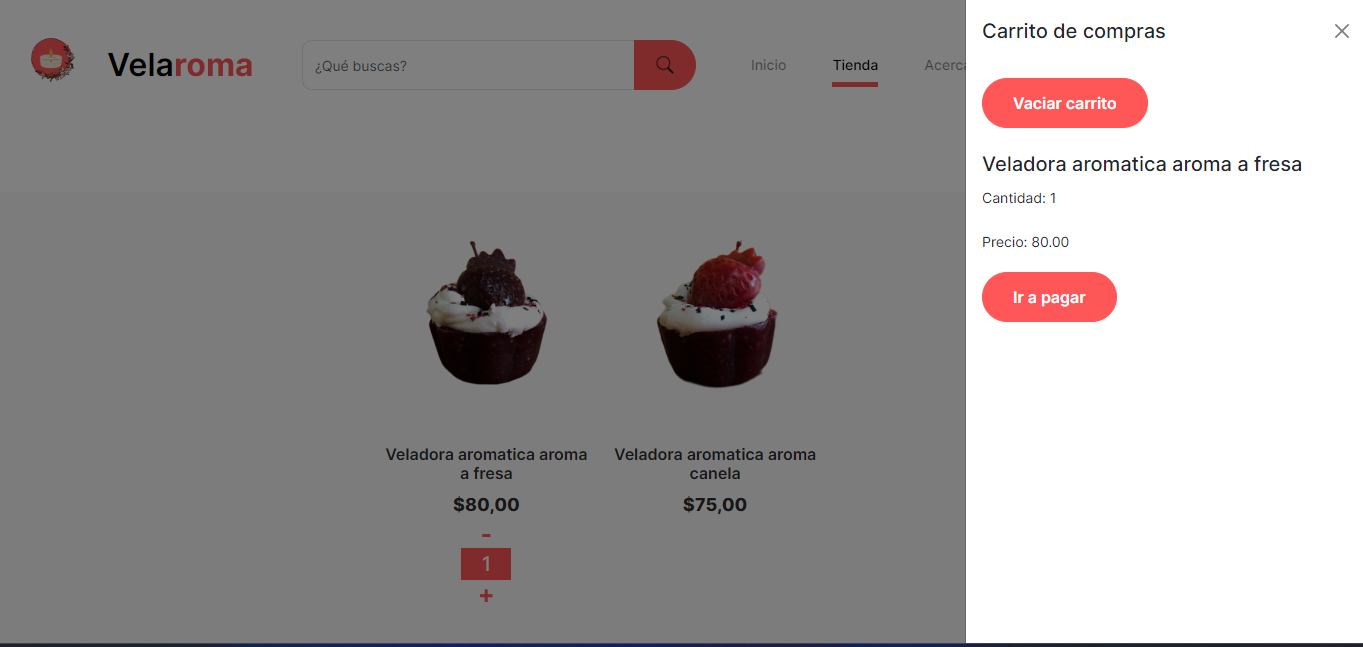 Velaroma
¿Qué buscas?
Inicio
Tienda
Acerca
Carrito de compras
Vaciar carrito
Veladora aromatica aroma a fresa
Cantidad: 1
Precio: 80.00
Ir a pagar
Veladora aromatica aroma
a fresa
$80,00
-
1
+
Veladora aromatica aroma
canela
$75,00